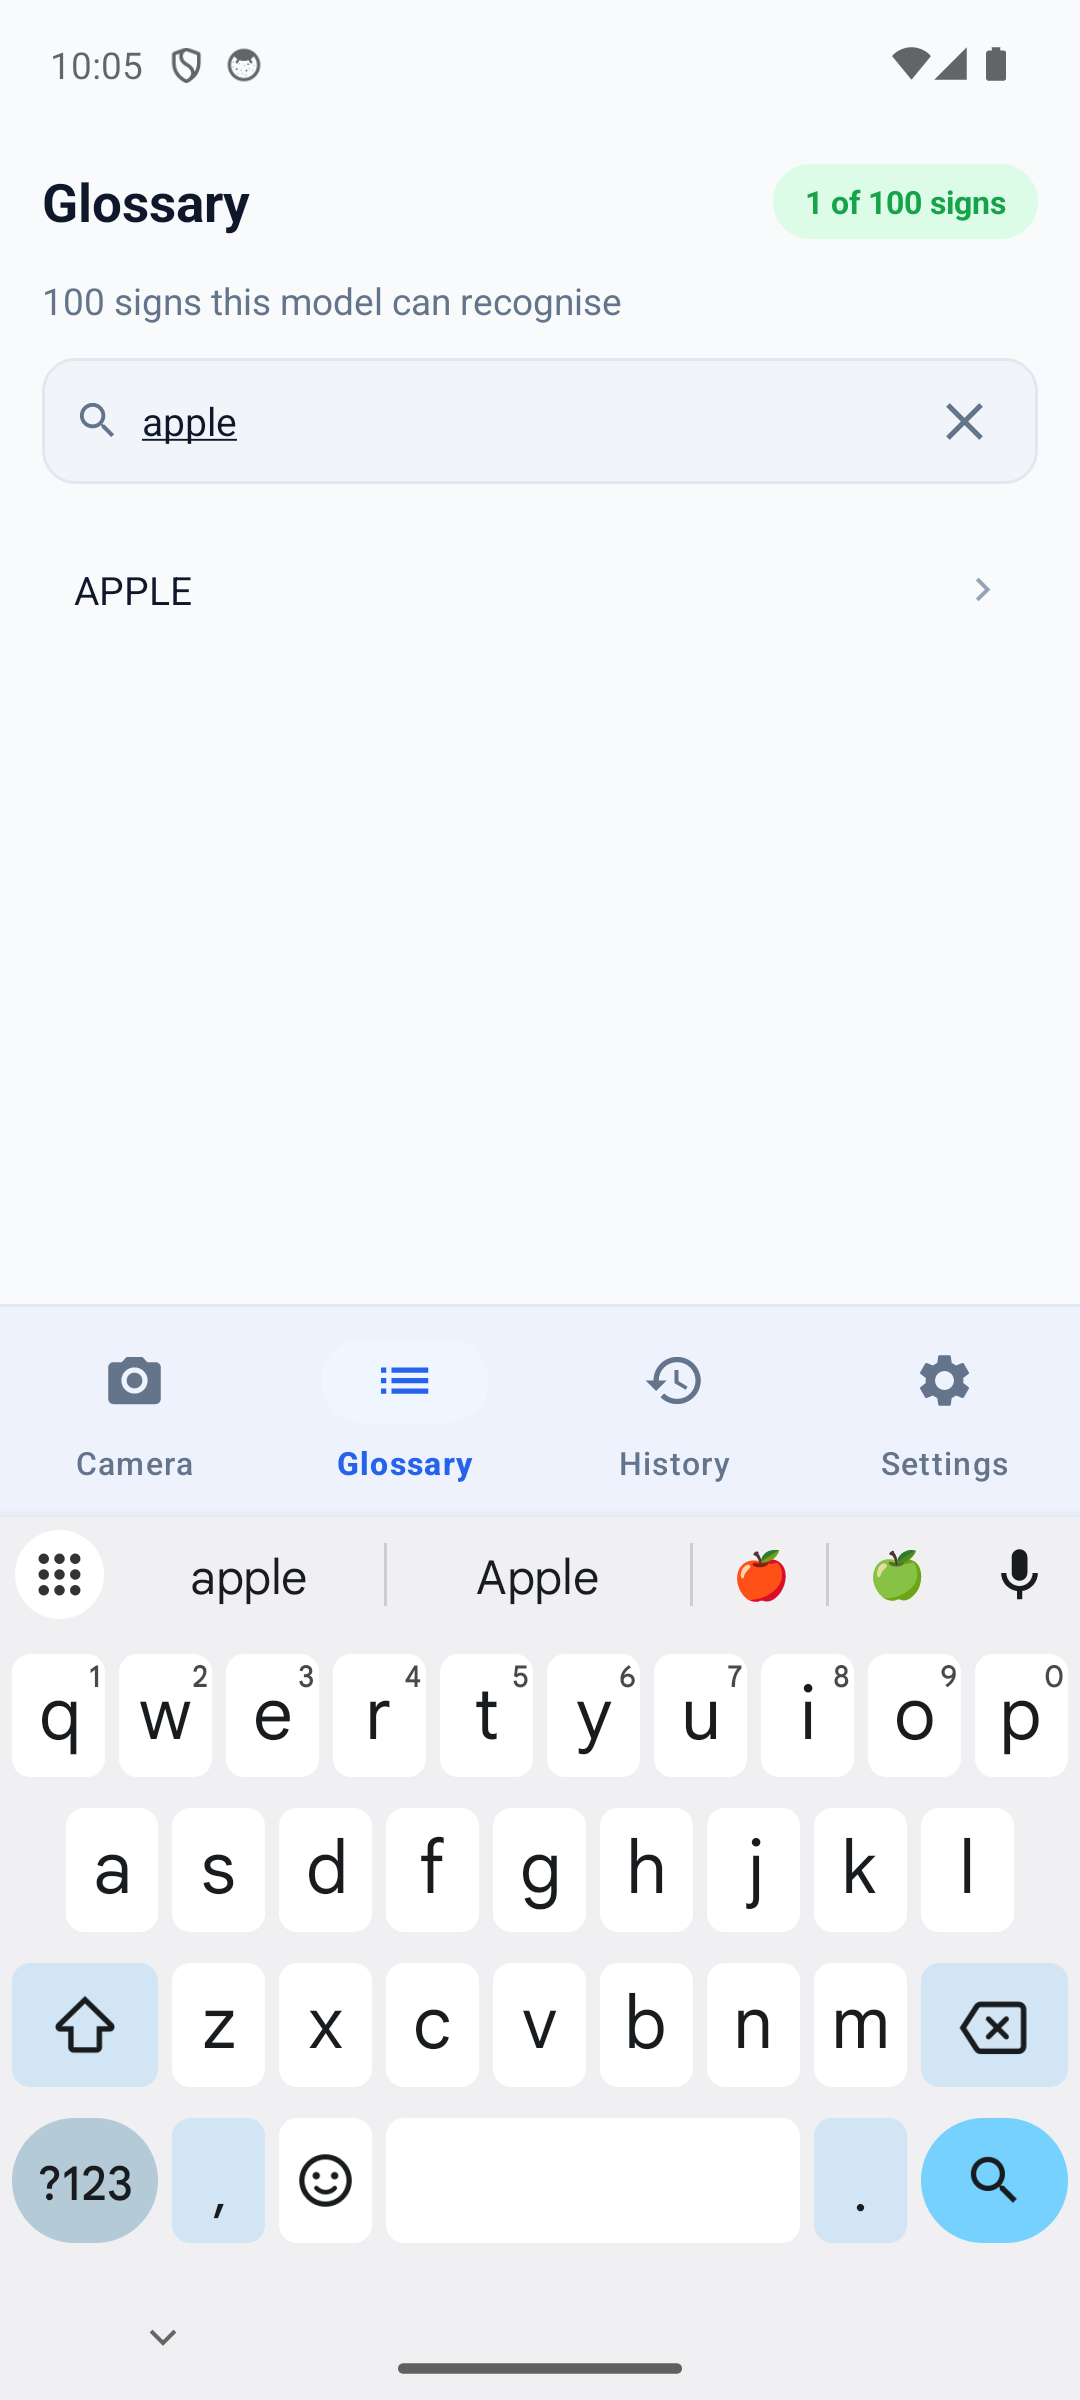 10:05
Glossary
1 of 100 signs
100 signs this model can recognise
apple
APPLE
Camera Glossary History Settings
apple Apple
q 1 w 2 e 3 r 4 t 5 y 6 u 7 i 8 o 9 p 0
a s d f g h j k l
z x c v b n m
?123 , .